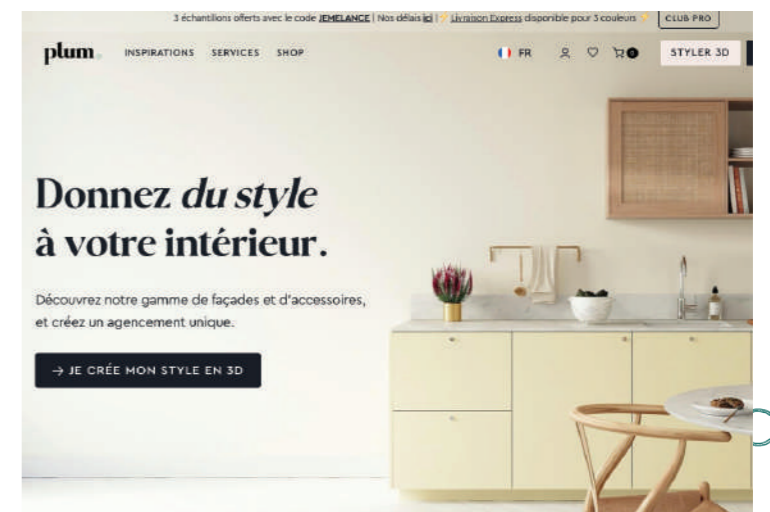 3 échantillons offerts avec le code JEMELANCE | Nos délais ici | ⚡ Livraison Express disponible pour 3 couleurs ⚡ CLUB PRO
plum. INSPIRATIONS SERVICES SHOP FR 0 STYLER 3D
Donnez du style
à votre intérieur.
Découvrez notre gamme de façades et d'accessoires,
et créez un agencement unique.
→ JE CRÉE MON STYLE EN 3D